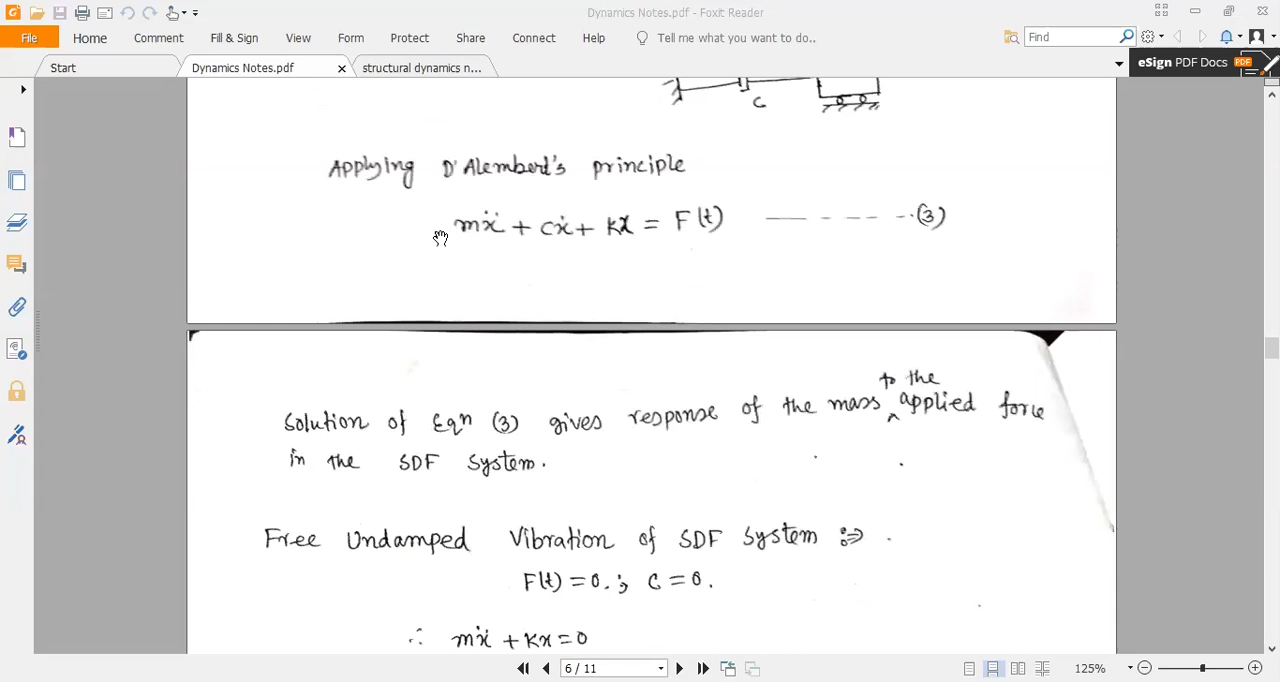 Dynamics Notes.pdf - Foxit Reader
File Home Comment Fill & Sign View Form Protect Share Connect Help Tell me what you want to do.. Find
Start Dynamics Notes.pdf structural dynamics n... eSign PDF Docs PDF
C
Applying D'Alembert's principle
mẍ + cẋ + Kx = F(t) (3)
to the
Solution of Eqn (3) gives response of the mass ^ applied force
in the SDF System.
Free Undamped Vibration of SDF System :⇒
F(t) = 0. ; C = 0.
∴ mẍ + Kx = 0
6 / 11 125%